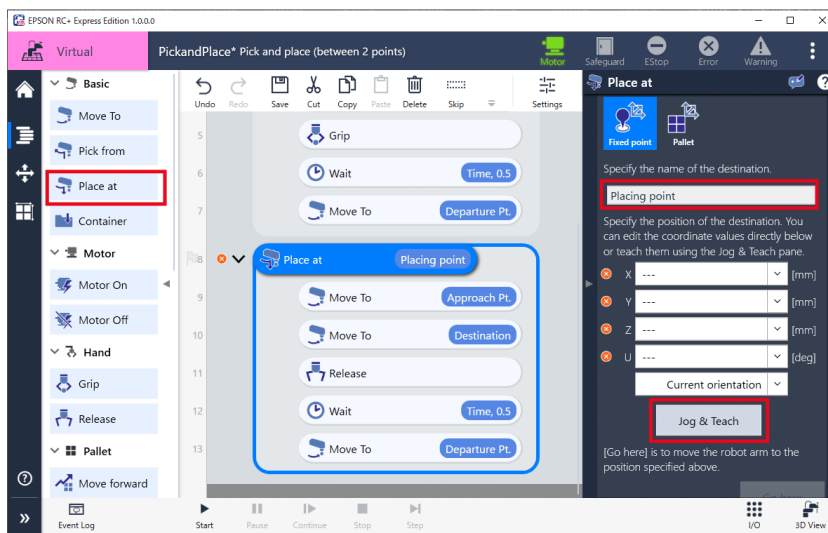 EPSON RC+ Express Edition 1.0.0.0
Virtual
PickandPlace* Pick and place (between 2 points)
Motor
Safeguard
EStop
Error
Warning
Basic
Move To
Pick from
Place at
Container
Motor
Motor On
Motor Off
Hand
Grip
Release
Pallet
Move forward
Undo
Redo
Save
Cut
Copy
Paste
Delete
Skip
Settings
5
Grip
6
Wait
Time, 0.5
7
Move To
Departure Pt.
8
Place at
Placing point
9
Move To
Approach Pt.
10
Move To
Destination
11
Release
12
Wait
Time, 0.5
13
Move To
Departure Pt.
Place at
?
Fixed point
Pallet
Specify the name of the destination.
Placing point
Specify the position of the destination. You
can edit the coordinate values directly below
or teach them using the Jog & Teach pane.
X --- [mm]
Y --- [mm]
Z --- [mm]
U --- [deg]
Current orientation
Jog & Teach
[Go here] is to move the robot arm to the
position specified above.
Go here
?
»
Event Log
Start
Pause
Continue
Stop
Step
I/O
3D View